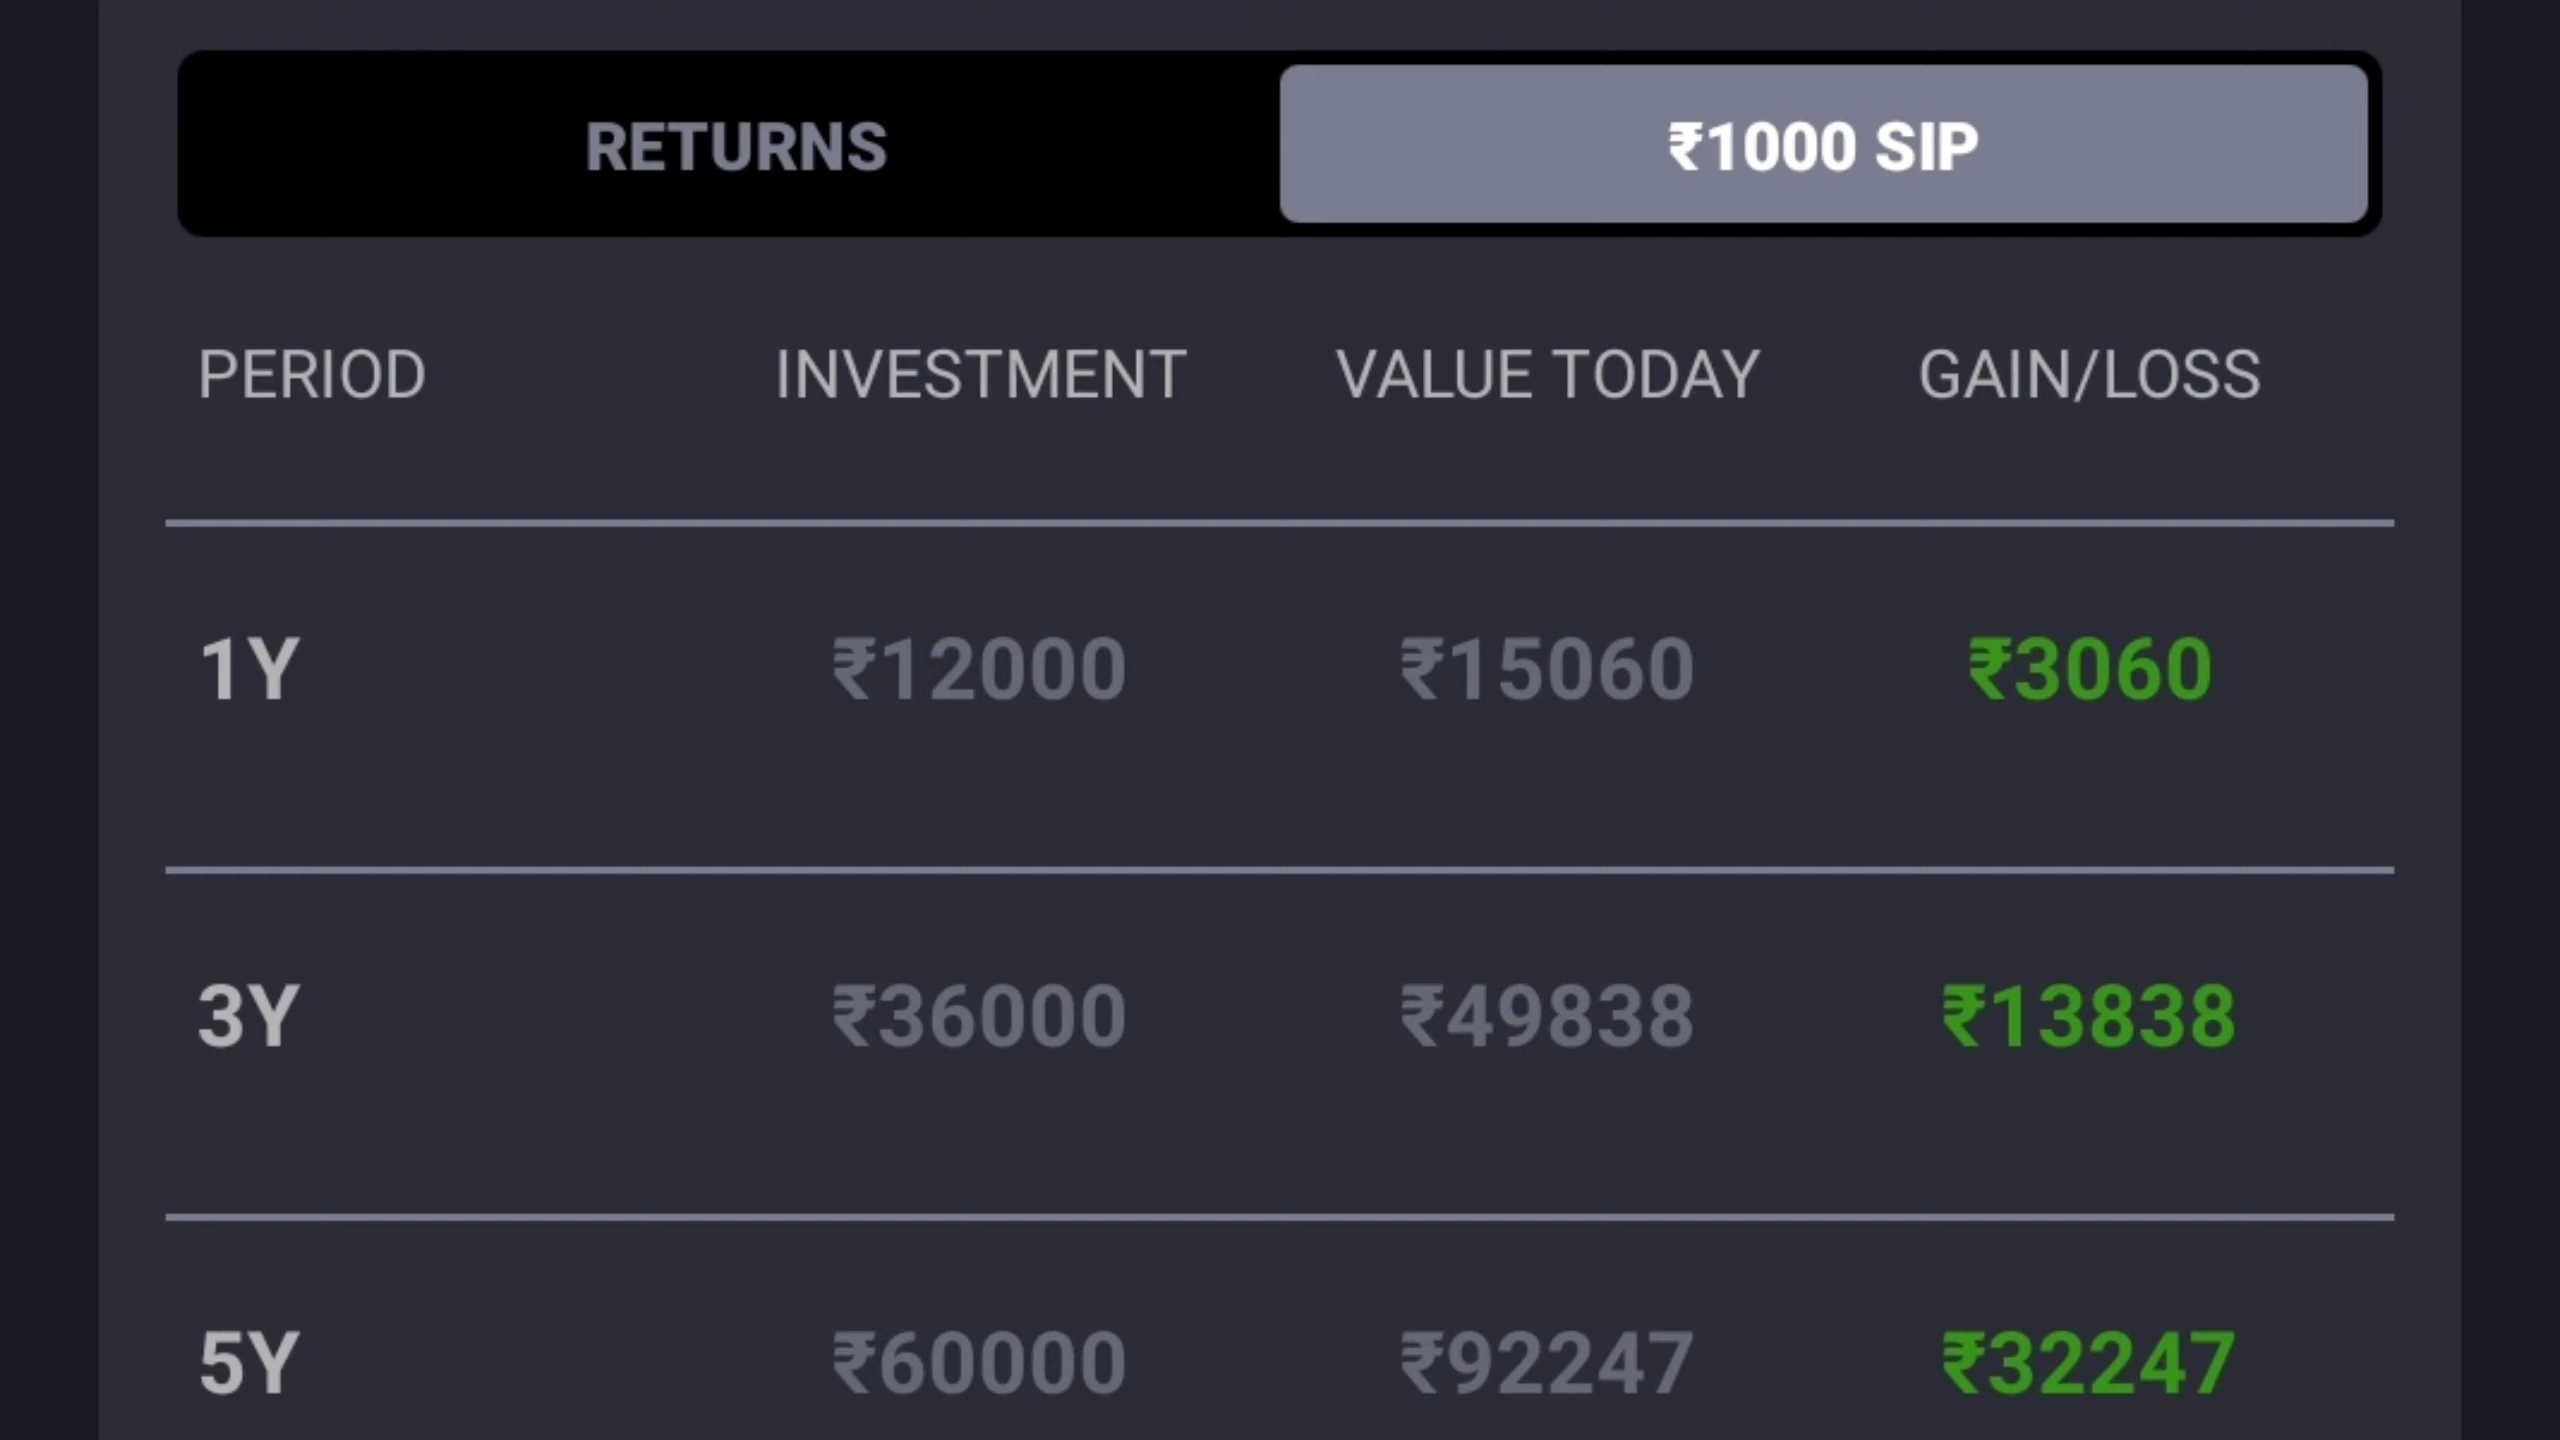 RETURNS ₹1000 SIP
PERIOD INVESTMENT VALUE TODAY GAIN/LOSS
1Y ₹12000 ₹15060 ₹3060
3Y ₹36000 ₹49838 ₹13838
5Y ₹60000 ₹92247 ₹32247